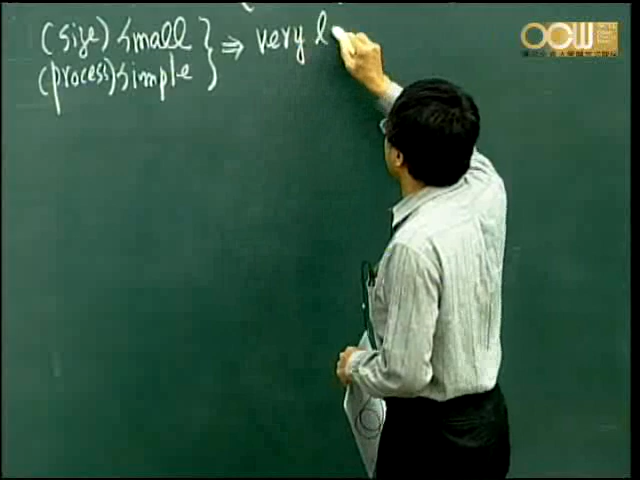 (size) small } ⇒ very l
(process) simple
OCW